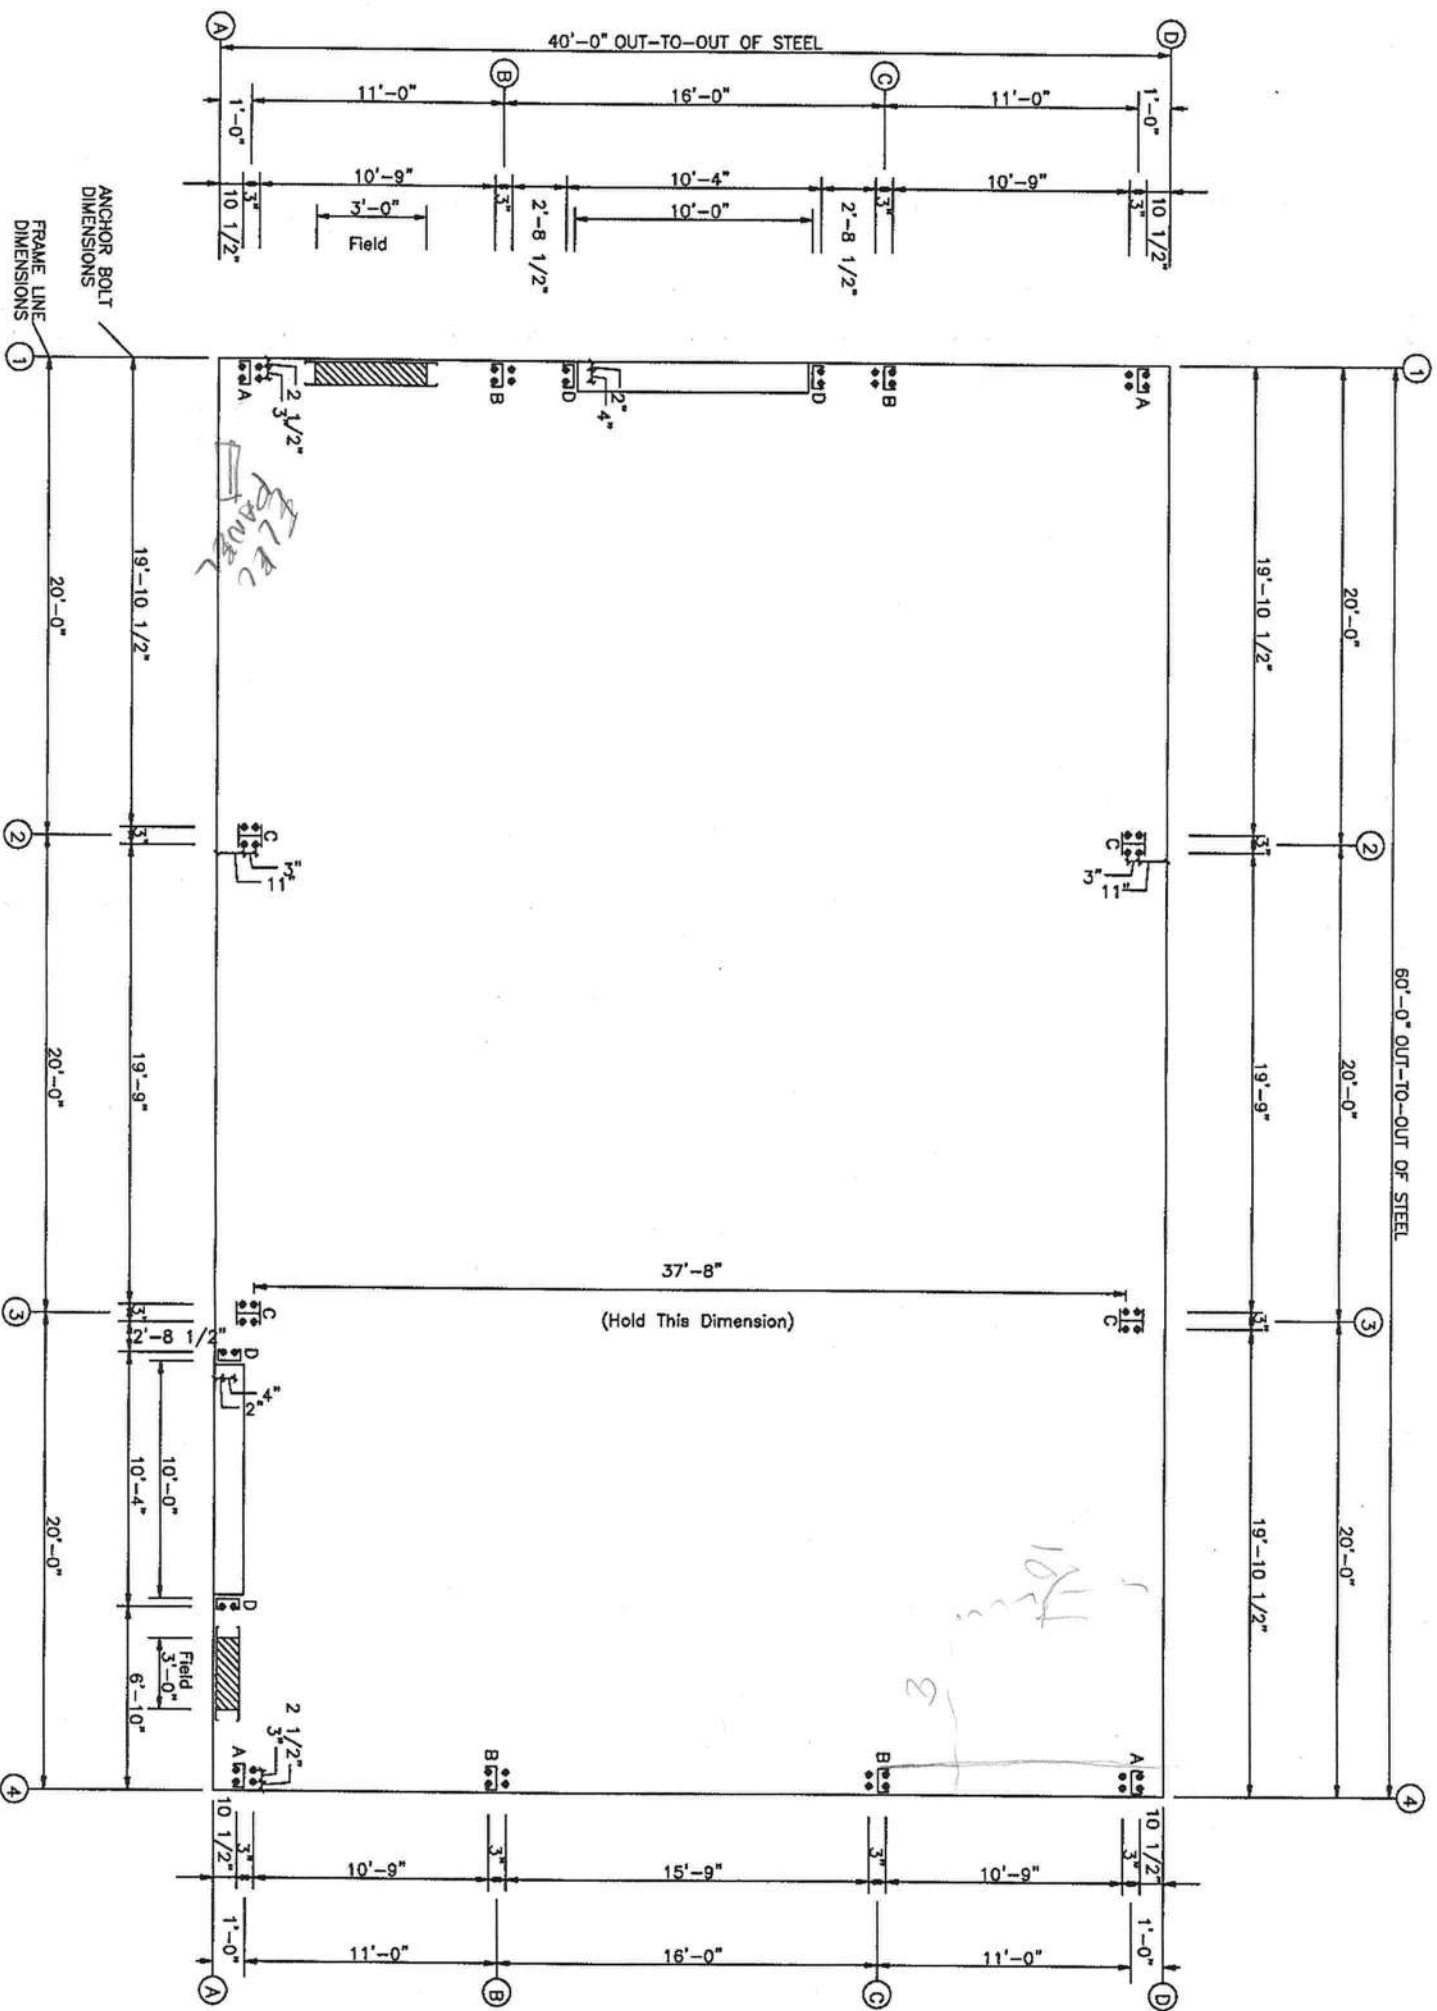 A
40'-0" OUT-TO-OUT OF STEEL
D
B
C
1'-0"
11'-0"
16'-0"
11'-0"
1'-0"
10 1/2"
3"
10'-9"
3"
2'-8 1/2"
10'-4"
2'-8 1/2"
3"
10'-9"
3"
10 1/2"
3'-0"
Field
10'-0"
ANCHOR BOLT
DIMENSIONS
FRAME LINE
DIMENSIONS
1
1
A
2 1/2"
3"
B
D
2"
4"
D
B
A
ELEC
PANEL
20'-0"
19'-10 1/2"
19'-10 1/2"
20'-0"
60'-0" OUT-TO-OUT OF STEEL
2
3"
C
3"
11"
C
3"
11"
3"
2
20'-0"
19'-9"
19'-9"
20'-0"
37'-8"
(Hold This Dimension)
3
3"
C
C
3"
3
2'-8 1/2"
D
4"
2"
10'-0"
10'-4"
20'-0"
D
Field
3'-0"
6'-10"
19'-10 1/2"
20'-0"
3
2 1/2"
3"
A
B
B
A
4
4
10 1/2"
3"
10'-9"
3"
15'-9"
3"
10'-9"
3"
10 1/2"
1'-0"
11'-0"
16'-0"
11'-0"
1'-0"
A
B
C
D